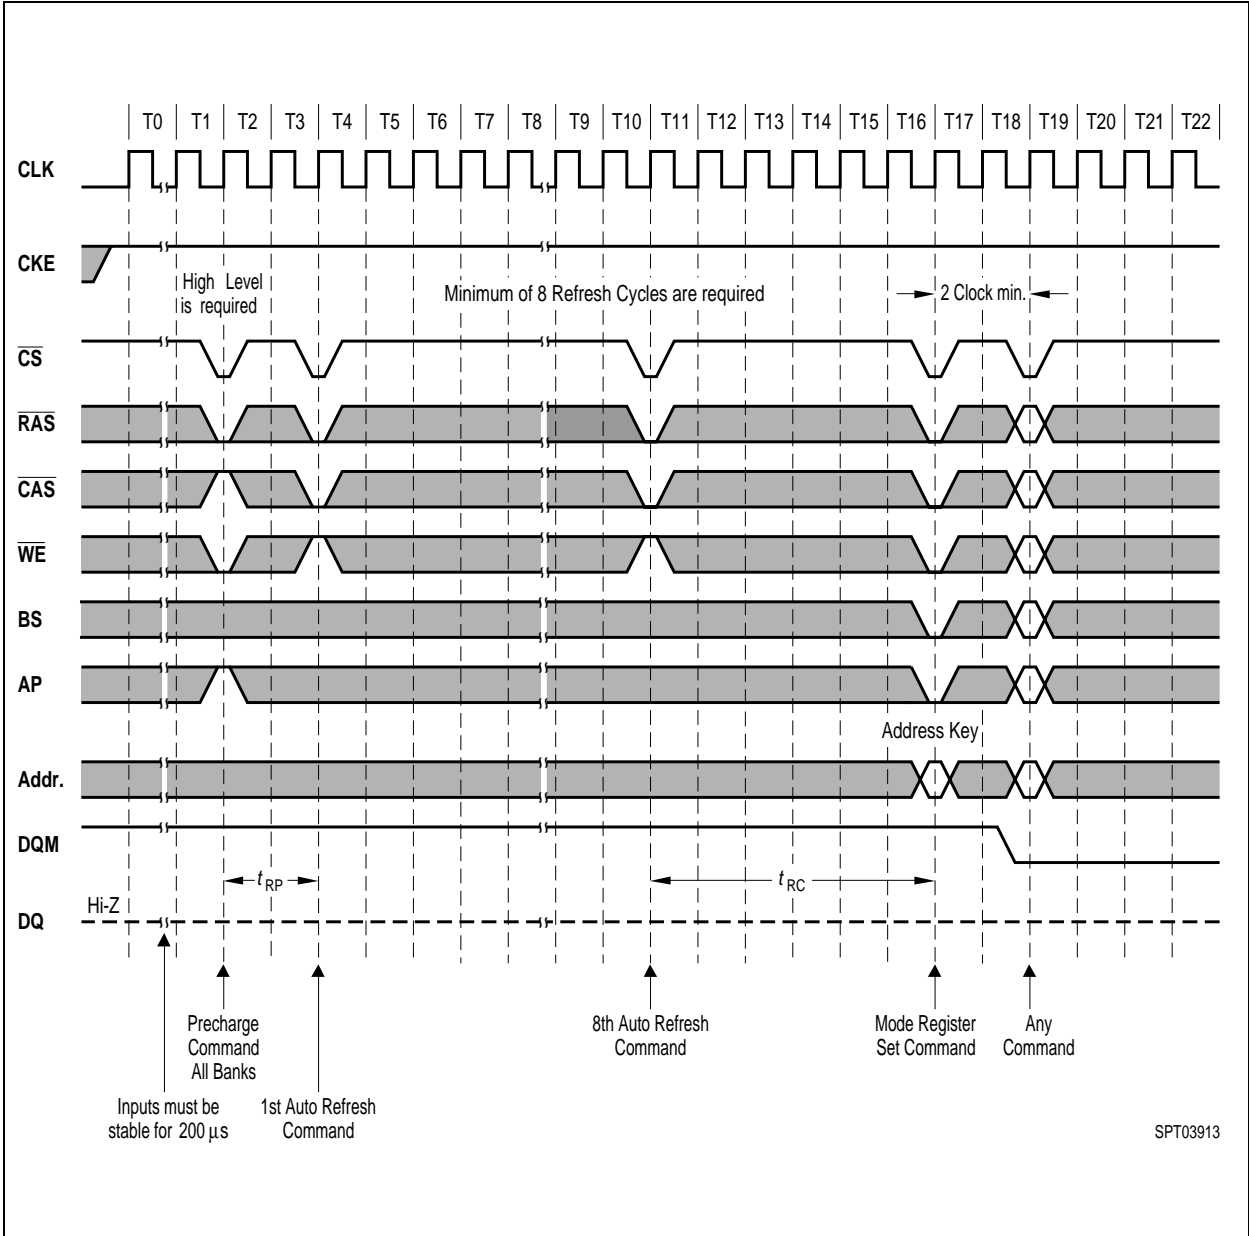 T0 T1 T2 T3 T4 T5 T6 T7 T8 T9 T10 T11 T12 T13 T14 T15 T16 T17 T18 T19 T20 T21 T22
CLK
CKE
High Level
is required
Minimum of 8 Refresh Cycles are required
2 Clock min.
CS
RAS
CAS
WE
BS
AP
Address Key
Addr.
DQM
tRP
tRC
Hi-Z
DQ
Precharge
Command
All Banks
8th Auto Refresh
Command
Mode Register
Set Command
Any
Command
Inputs must be
stable for 200 µs
1st Auto Refresh
Command
SPT03913